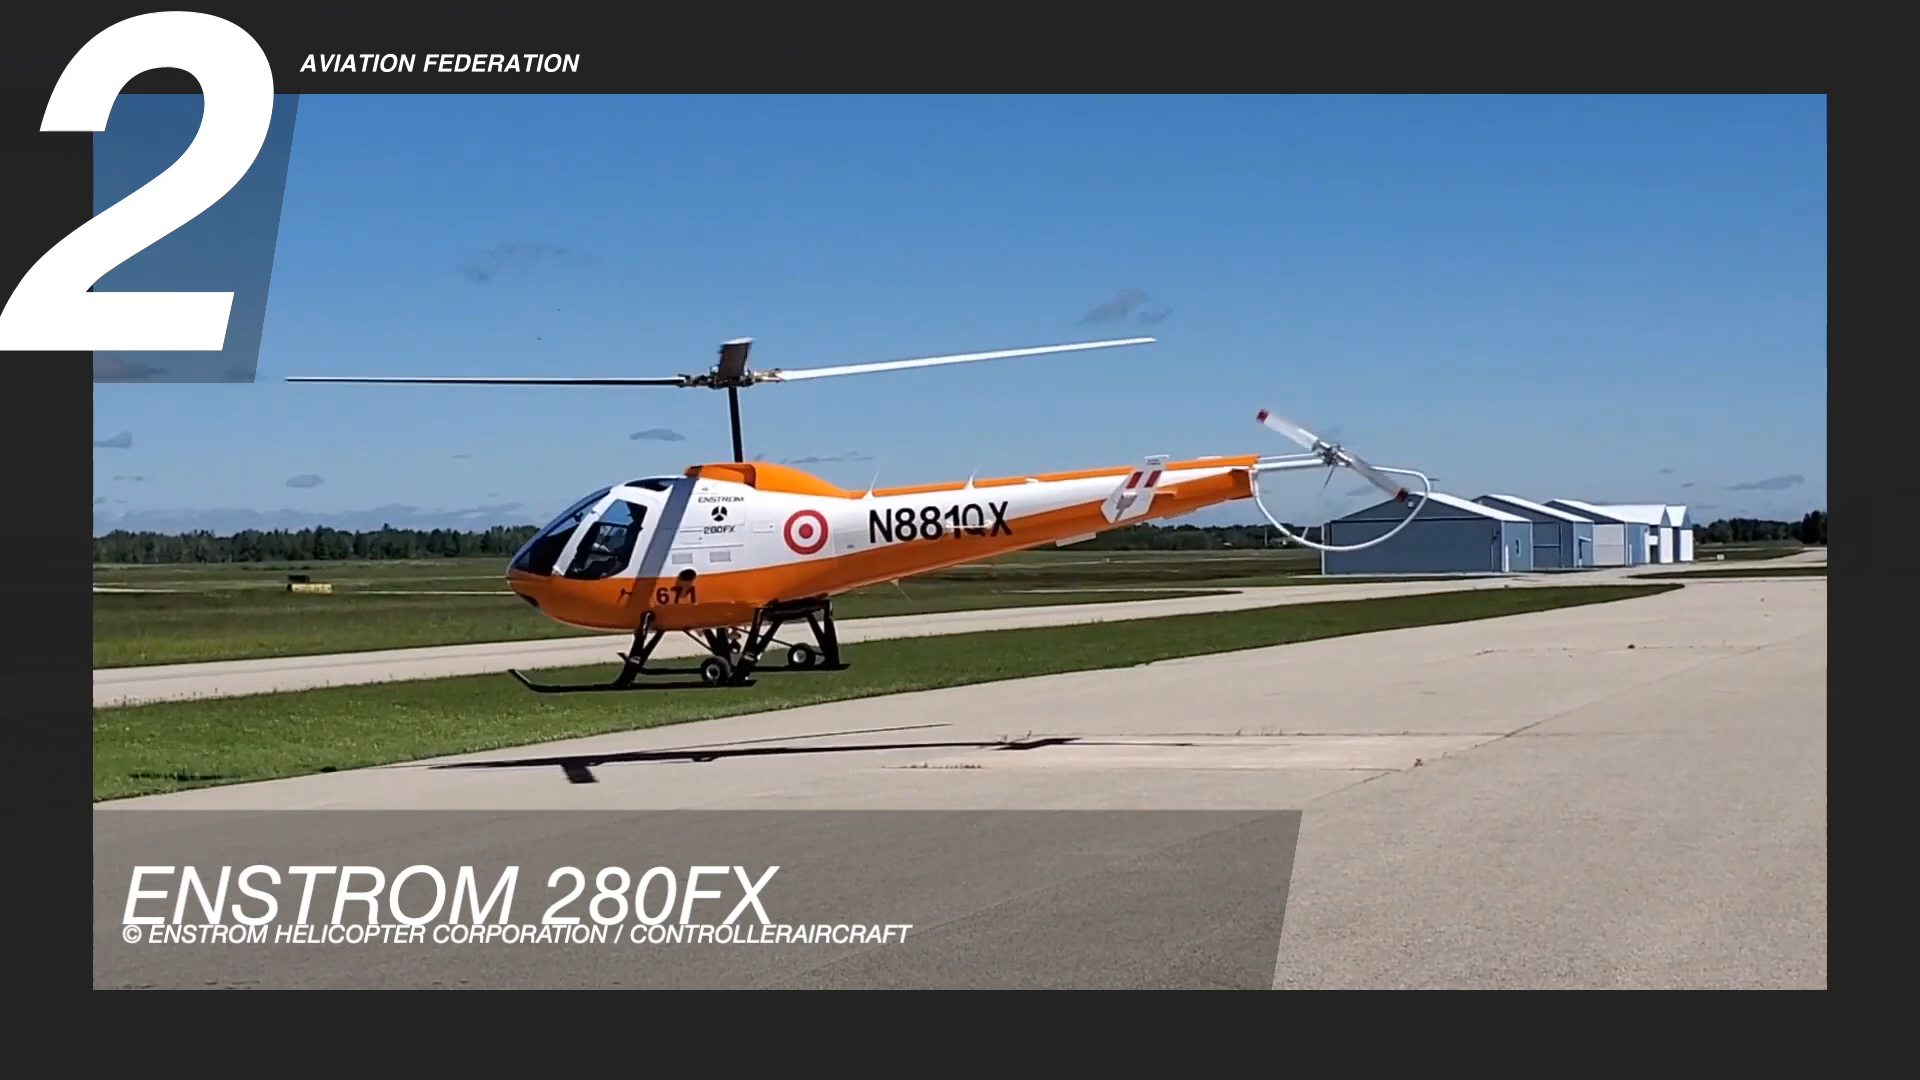 2
AVIATION FEDERATION
ENSTROM
280FX
N881QX
671
ENSTROM 280FX
© ENSTROM HELICOPTER CORPORATION / CONTROLLERAIRCRAFT